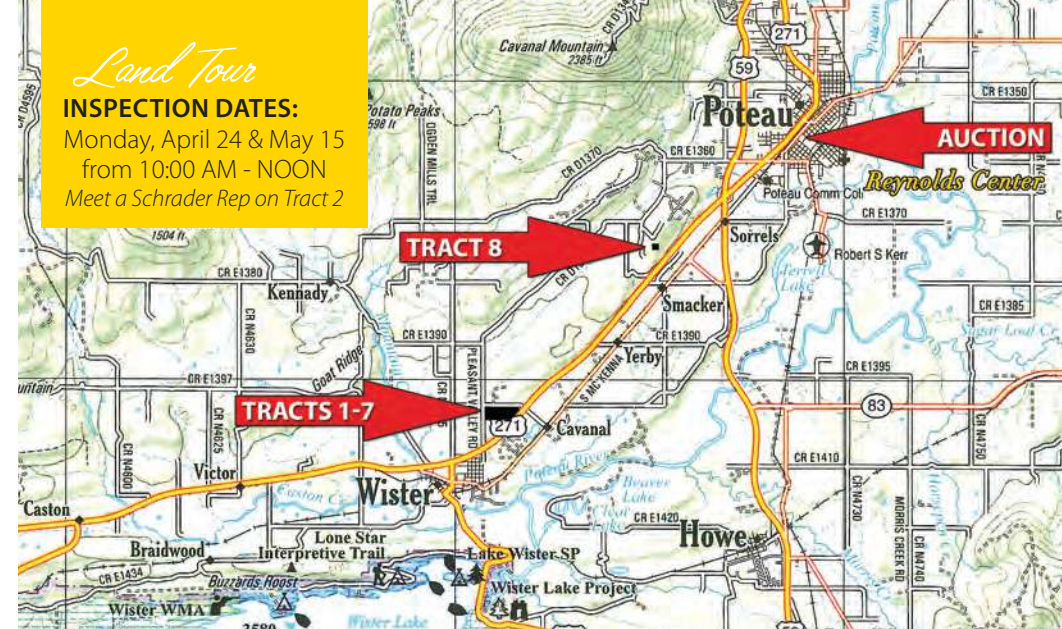 Land Tour
INSPECTION DATES:
Monday, April 24 & May 15
from 10:00 AM - NOON
Meet a Schrader Rep on Tract 2
Cavanal Mountain
2385 ft
271
59
Potato Peaks
Poteau
CR E1350
OGDEN MILLS TRL
CR E1360
CR D1370
AUCTION
Reynolds Center
Poteau Comm Coll
CR E1370
1504 ft
TRACT 8
Sorrels
Robert S Kerr
Terrell
Lake
CR E1380
Kennady
Smacker
CR E1385
CR N4630
CR E1390
CR E1390
Sugar Loaf
Goat Ridge
Yerby
CR E1395
CR E1397
PLEASANT VALLEY RD
S MC KENNA
TRACTS 1-7
83
CR N4625
271
Cavanal
CR N4750
CR N4600
CR E1410
Victor
Poteau River
Wister
Beaver
Lake
Caston
Caston Cr
CR N4730
CR E1420
MORRIS CREEK RD
CR N4740
Howe
Lone Star
Interpretive Trail
Braidwood
Lake Wister SP
CR E1434
Buzzards Roost
Wister Lake Project
Wister WMA
Wister Lake